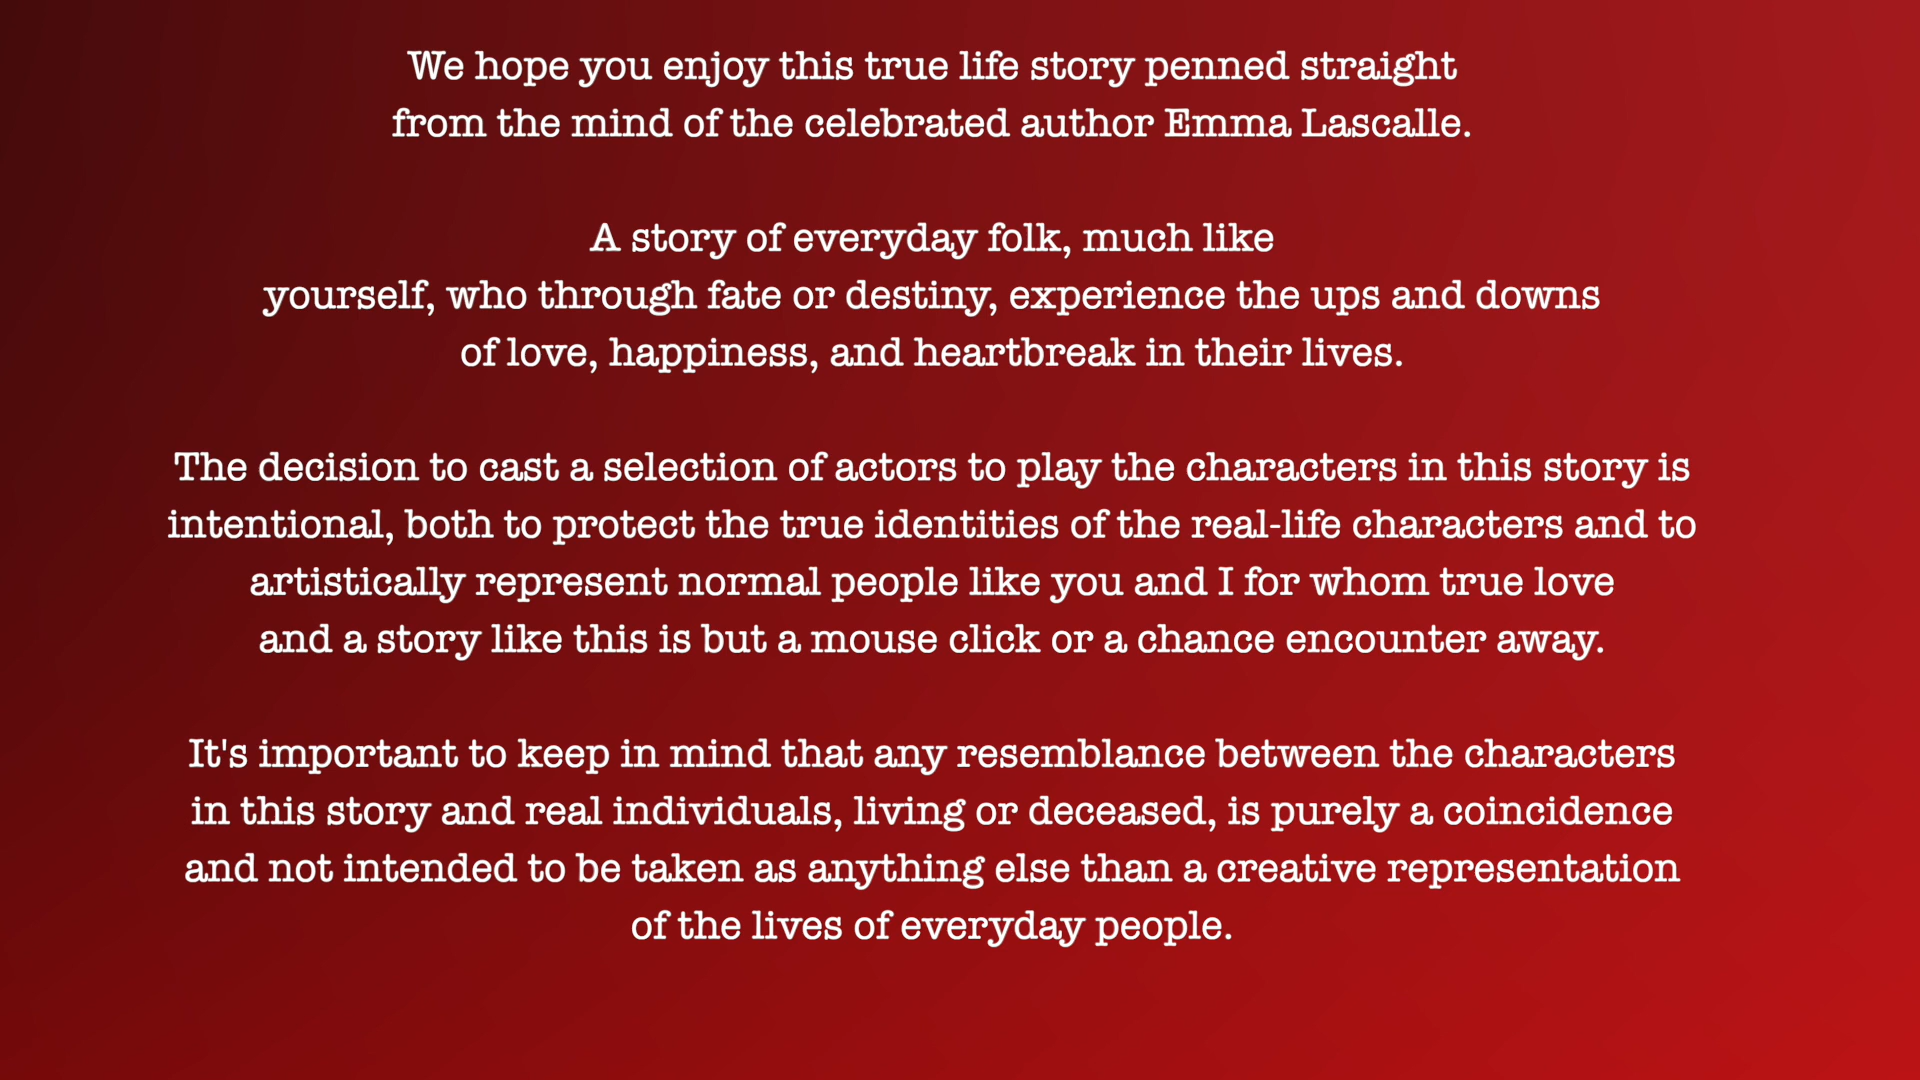 We hope you enjoy this true life story penned straight
from the mind of the celebrated author Emma Lascalle.
A story of everyday folk, much like
yourself, who through fate or destiny, experience the ups and downs
of love, happiness, and heartbreak in their lives.
The decision to cast a selection of actors to play the characters in this story is
intentional, both to protect the true identities of the real-life characters and to
artistically represent normal people like you and I for whom true love
and a story like this is but a mouse click or a chance encounter away.
It's important to keep in mind that any resemblance between the characters
in this story and real individuals, living or deceased, is purely a coincidence
and not intended to be taken as anything else than a creative representation
of the lives of everyday people.